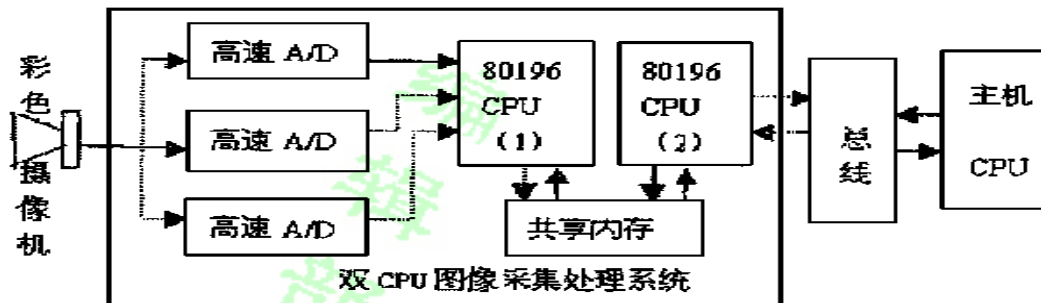 彩色摄像机
高速 A/D
高速 A/D
高速 A/D
80196
CPU
(1)
80196
CPU
(2)
共享内存
双 CPU 图像采集处理系统
总线
主机
CPU